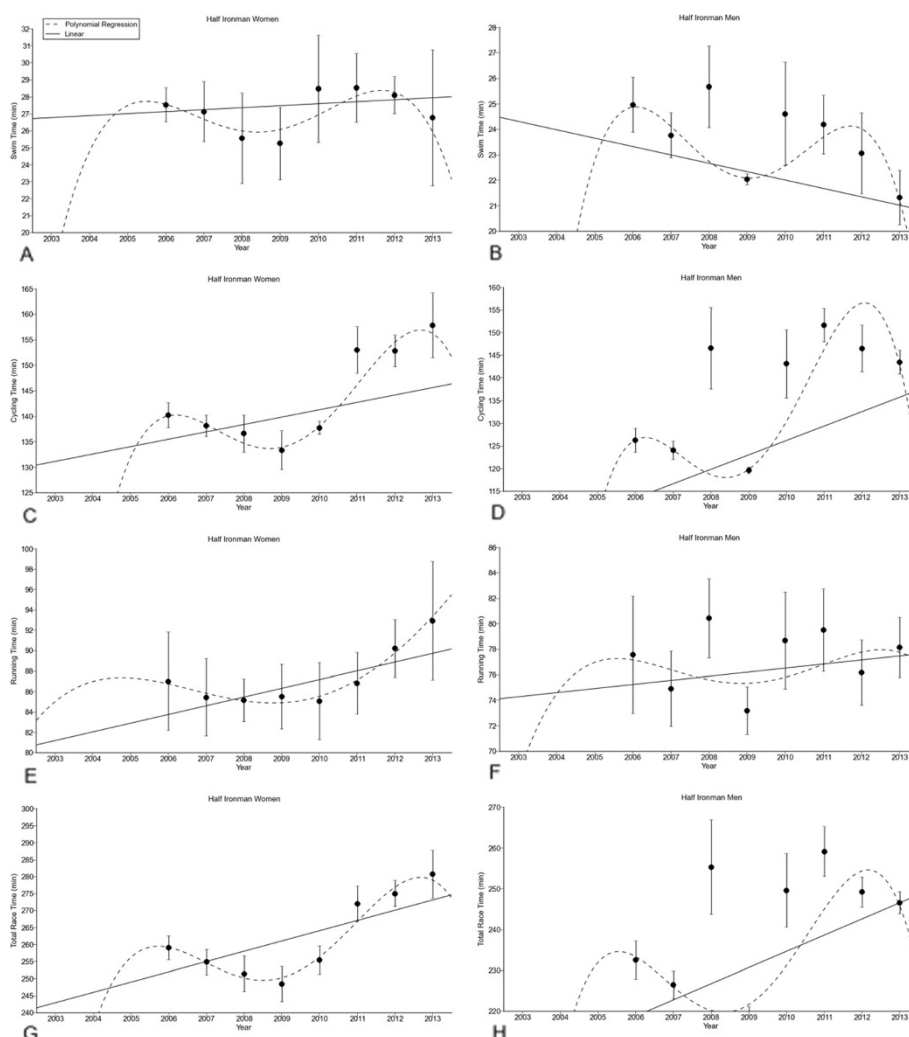 Half Ironman Women
Polynomial Regression
Linear
32
31
30
29
28
27
26
25
24
23
22
21
20
Swim Time (min)
2003 2004 2005 2006 2007 2008 2009 2010 2011 2012 2013
Year
A
Half Ironman Men
28
27
26
25
24
23
22
21
20
Swim Time (min)
2003 2004 2005 2006 2007 2008 2009 2010 2011 2012 2013
Year
B
Half Ironman Women
165
160
155
150
145
140
135
130
125
Cycling Time (min)
2003 2004 2005 2006 2007 2008 2009 2010 2011 2012 2013
Year
C
Half Ironman Men
160
155
150
145
140
135
130
125
120
115
Cycling Time (min)
2003 2004 2005 2006 2007 2008 2009 2010 2011 2012 2013
Year
D
Half Ironman Women
100
98
96
94
92
90
88
86
84
82
80
Running Time (min)
2003 2004 2005 2006 2007 2008 2009 2010 2011 2012 2013
Year
E
Half Ironman Men
86
84
82
80
78
76
74
72
70
Running Time (min)
2003 2004 2005 2006 2007 2008 2009 2010 2011 2012 2013
Year
F
Half Ironman Women
300
295
290
285
280
275
270
265
260
255
250
245
240
Total Race Time (min)
2003 2004 2005 2006 2007 2008 2009 2010 2011 2012 2013
Year
G
Half Ironman Men
270
260
250
240
230
220
Total Race Time (min)
2003 2004 2005 2006 2007 2008 2009 2010 2011 2012 2013
Year
H